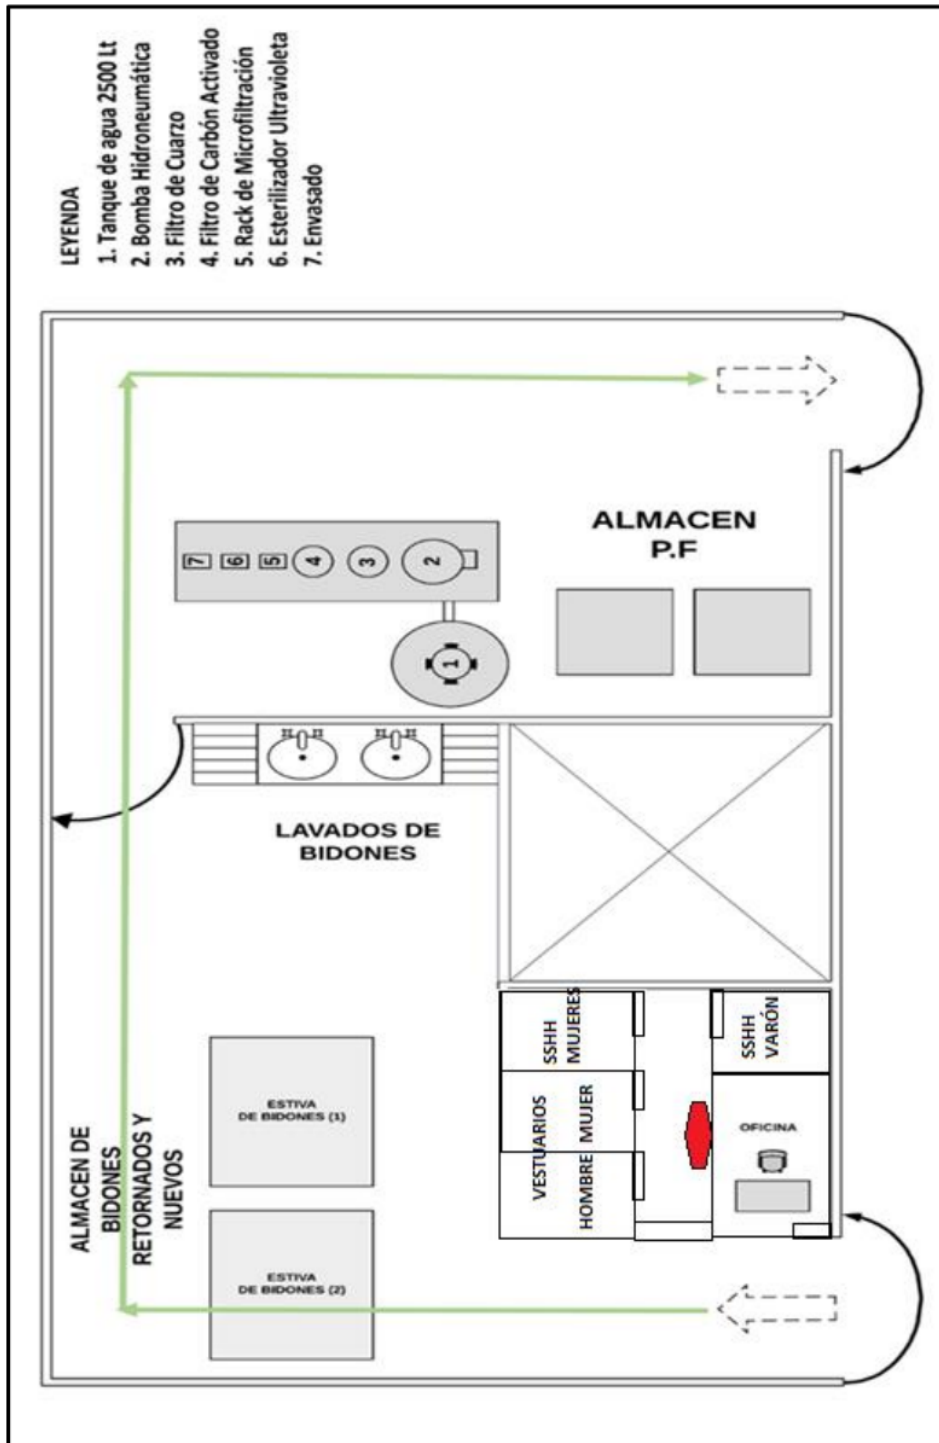 LEYENDA
1. Tanque de agua 2500 Lt
2. Bomba Hidroneumática
3. Filtro de Cuarzo
4. Filtro de Carbón Activado
5. Rack de Microfiltración
6. Esterilizador Ultravioleta
7. Envasado
7
6
5
4
3
2
1
ALMACEN
P.F
LAVADOS DE
BIDONES
ALMACEN DE
BIDONES
RETORNADOS Y
NUEVOS
ESTIVA
DE BIDONES (1)
ESTIVA
DE BIDONES (2)
SSHH
MUJERES
VESTUARIOS
HOMBRE MUJER
SSHH
VARÓN
OFICINA